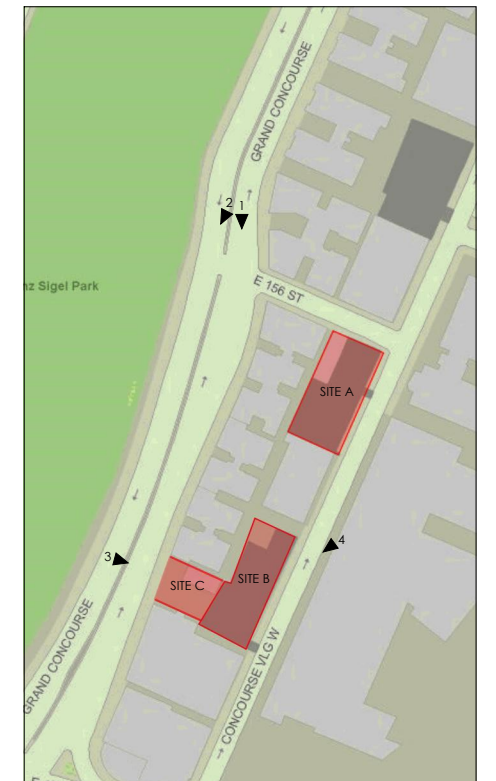 GRAND CONCOURSE
2
1
nz Sigel Park
E 156 ST
SITE A
4
3
SITE C
SITE B
GRAND CONCOURSE
CONCOURSE VLG W